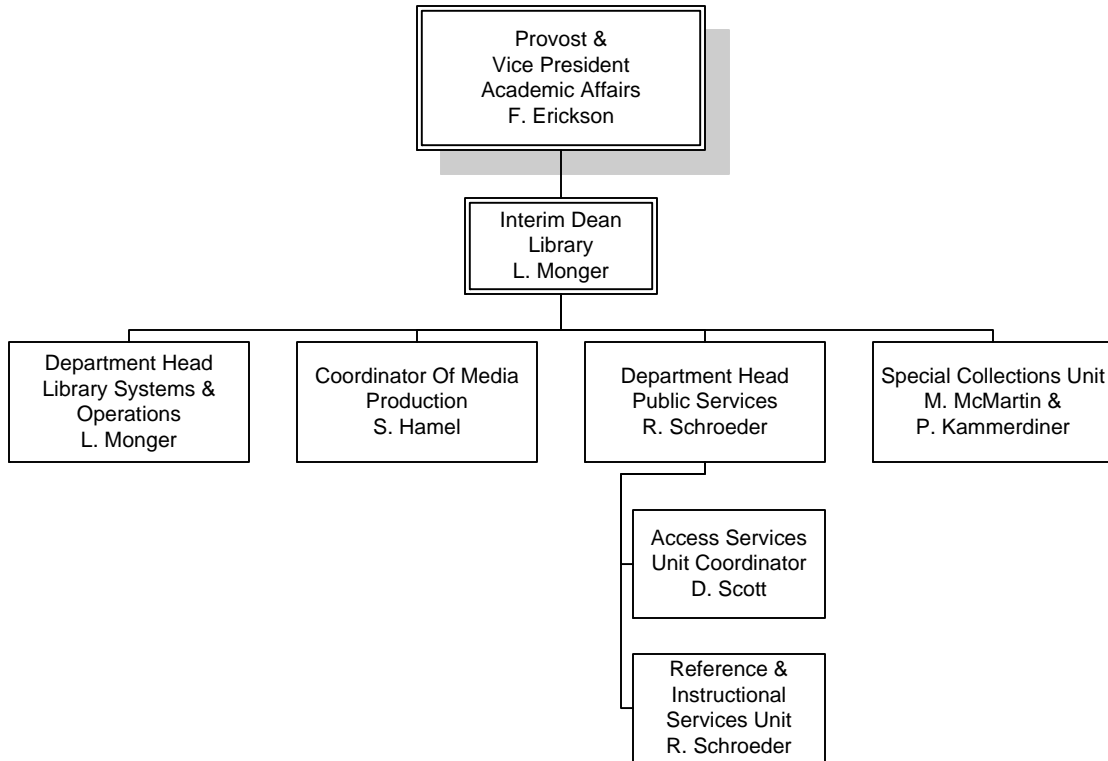 Provost &
Vice President
Academic Affairs
F. Erickson
Interim Dean
Library
L. Monger
Department Head
Library Systems &
Operations
L. Monger
Coordinator Of Media
Production
S. Hamel
Department Head
Public Services
R. Schroeder
Special Collections Unit
M. McMartin &
P. Kammerdiner
Access Services
Unit Coordinator
D. Scott
Reference &
Instructional
Services Unit
R. Schroeder